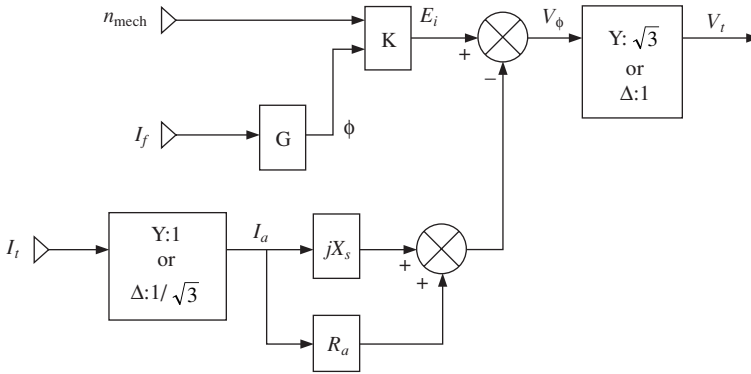 n_mech
K
E_i
+
−
V_ϕ
Y: √3
or
Δ:1
V_t
I_f
G
ϕ
I_t
Y:1
or
Δ:1/√3
I_a
jX_s
+
+
R_a